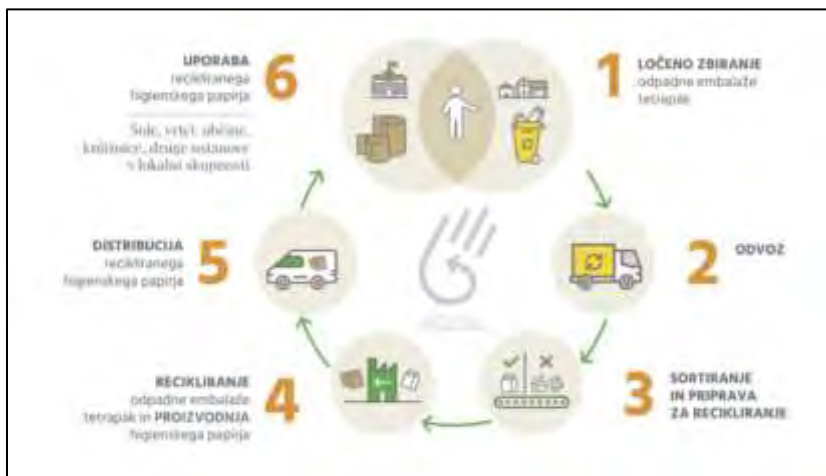 1
LOČENO ZBIRANJE
odpadne embalaže
tetrapak
2
ODVOZ
3
SORTIRANJE
IN PRIPRAVA
ZA RECIKLIRANJE
4
RECIKLIRANJE
odpadne embalaže
tetrapak in PROIZVODNJA
higienskega papirja
5
DISTRIBUCIJA
recikliranega
higienskega papirja
6
UPORABA
recikliranega
higienskega papirja
Šole, vrtci, občine,
knjižnice, druge ustanove
v lokalni skupnosti